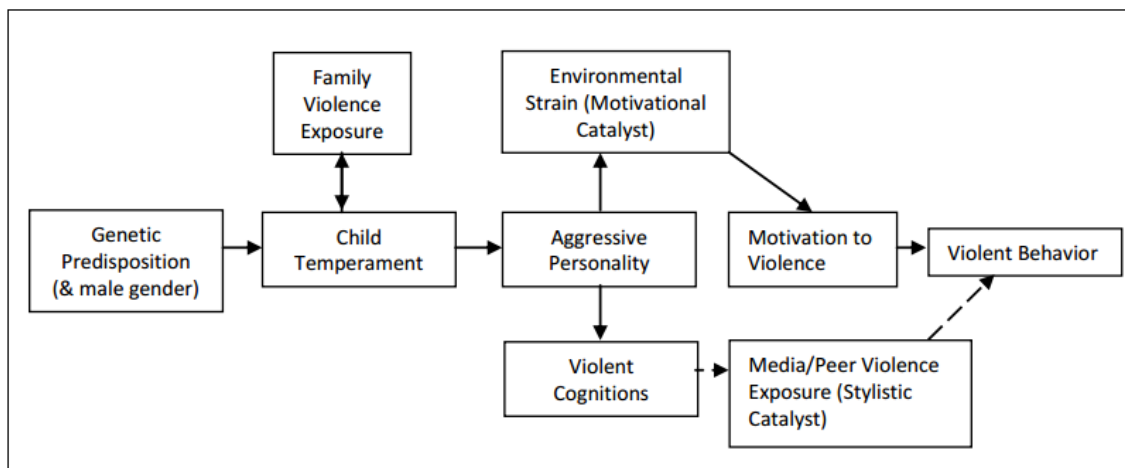 Family
Violence
Exposure
Environmental
Strain (Motivational
Catalyst)
Genetic
Predisposition
(& male gender)
Child
Temperament
Aggressive
Personality
Motivation to
Violence
Violent Behavior
Violent
Cognitions
Media/Peer Violence
Exposure (Stylistic
Catalyst)